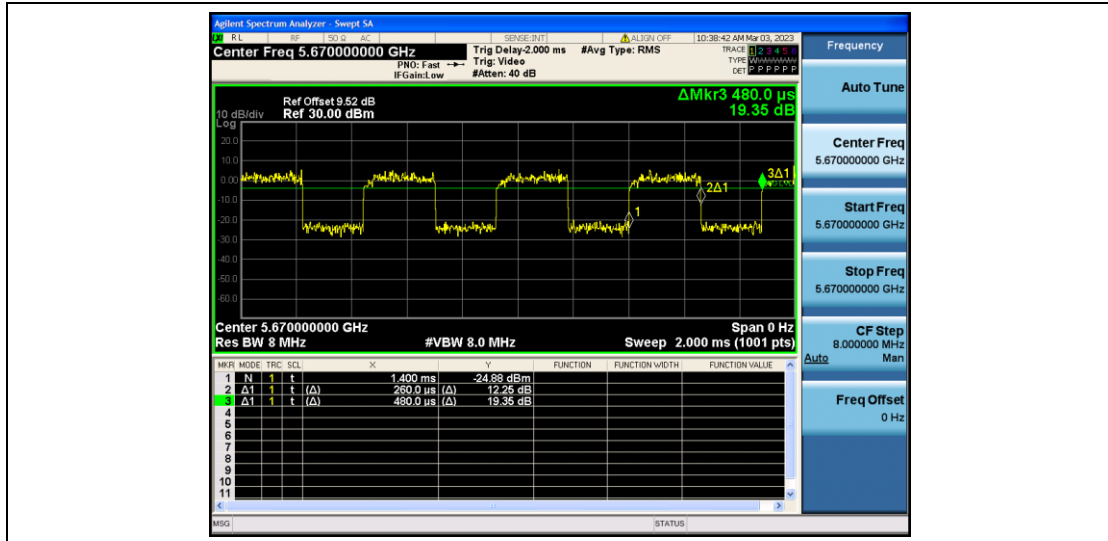 Agilent Spectrum Analyzer - Swept SA
RL RF 50 Ω AC SENSE:INT ALIGN OFF 10:38:42 AM Mar 03, 2023
Center Freq 5.670000000 GHz
Trig Delay-2.000 ms #Avg Type: RMS
TRACE 1 2 3 4 5 6
PNO: Fast Trig: Video
TYPE WWWWWW
IFGain:Low #Atten: 40 dB
DET P P P P P P
ΔMkr3 480.0 µs
19.35 dB
Ref Offset 9.52 dB
10 dB/div Ref 30.00 dBm
Log
20.0
10.0
0.00
-10.0
-20.0
-30.0
-40.0
-50.0
-60.0
1
2Δ1
3Δ1
Center 5.670000000 GHz Span 0 Hz
Res BW 8 MHz #VBW 8.0 MHz Sweep 2.000 ms (1001 pts)
MKR MODE TRC SCL X Y FUNCTION FUNCTION WIDTH FUNCTION VALUE
1 N 1 t 1.400 ms -24.88 dBm
2 Δ1 1 t (Δ) 260.0 µs (Δ) 12.25 dB
3 Δ1 1 t (Δ) 480.0 µs (Δ) 19.35 dB
4
5
6
7
8
9
10
11
MSG STATUS
Frequency
Auto Tune
Center Freq
5.670000000 GHz
Start Freq
5.670000000 GHz
Stop Freq
5.670000000 GHz
CF Step
8.000000 MHz
Auto Man
Freq Offset
0 Hz